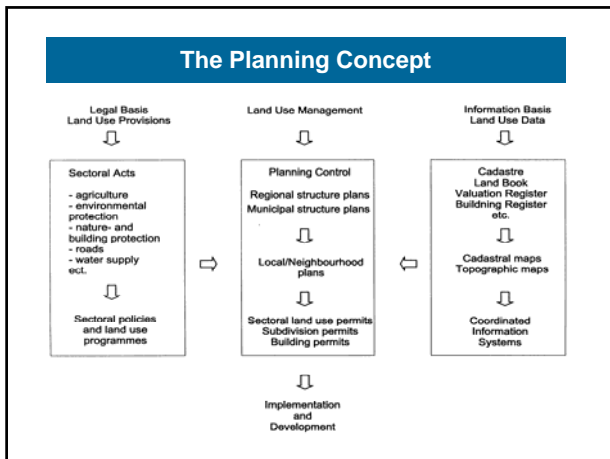 The Planning Concept
Legal Basis
Land Use Provisions
Sectoral Acts
- agriculture
- environmental
protection
- nature- and
building protection
- roads
- water supply
ect.
Sectoral policies
and land use
programmes
Land Use Management
Planning Control
Regional structure plans
Municipal structure plans
Local/Neighbourhood
plans
Sectoral land use permits
Subdivision permits
Building permits
Implementation
and
Development
Information Basis
Land Use Data
Cadastre
Land Book
Valuation Register
Buildning Register
etc.
Cadastral maps
Topographic maps
Coordinated
Information
Systems